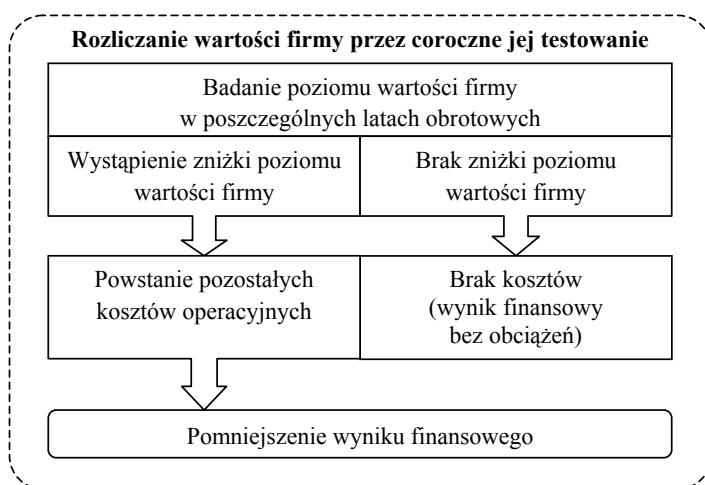 Rozliczanie wartości firmy przez coroczne jej testowanie
Badanie poziomu wartości firmy
w poszczególnych latach obrotowych
Wystąpienie zniżki poziomu
wartości firmy
Brak zniżki poziomu
wartości firmy
Powstanie pozostałych
kosztów operacyjnych
Brak kosztów
(wynik finansowy
bez obciążeń)
Pomniejszenie wyniku finansowego